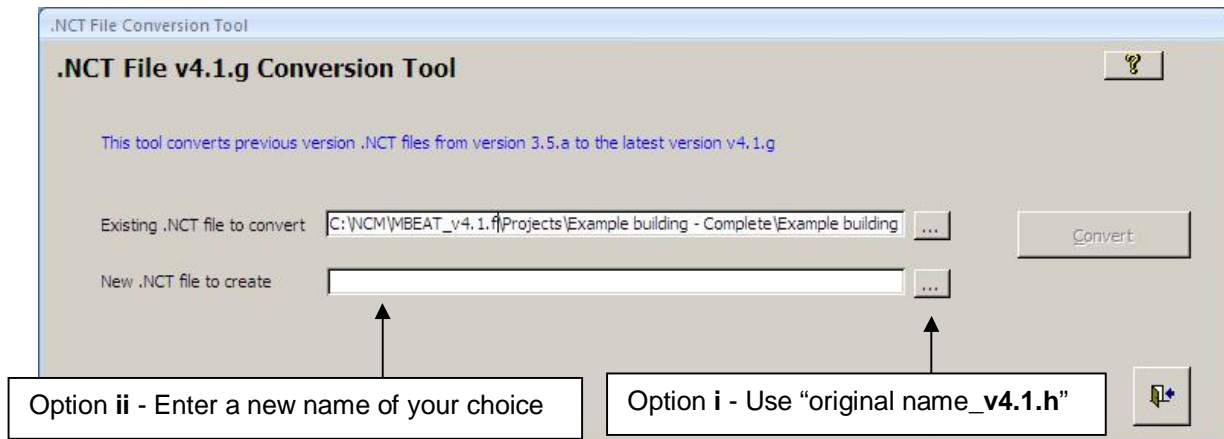 .NCT File Conversion Tool
.NCT File v4.1.g Conversion Tool
?
This tool converts previous version .NCT files from version 3.5.a to the latest version v4.1.g
Existing .NCT file to convert C:\NCM\MBEAT_v4.1.f\Projects\Example building - Complete\Example building ...
Convert
New .NCT file to create ...
Option ii - Enter a new name of your choice
Option i - Use “original name_v4.1.h”